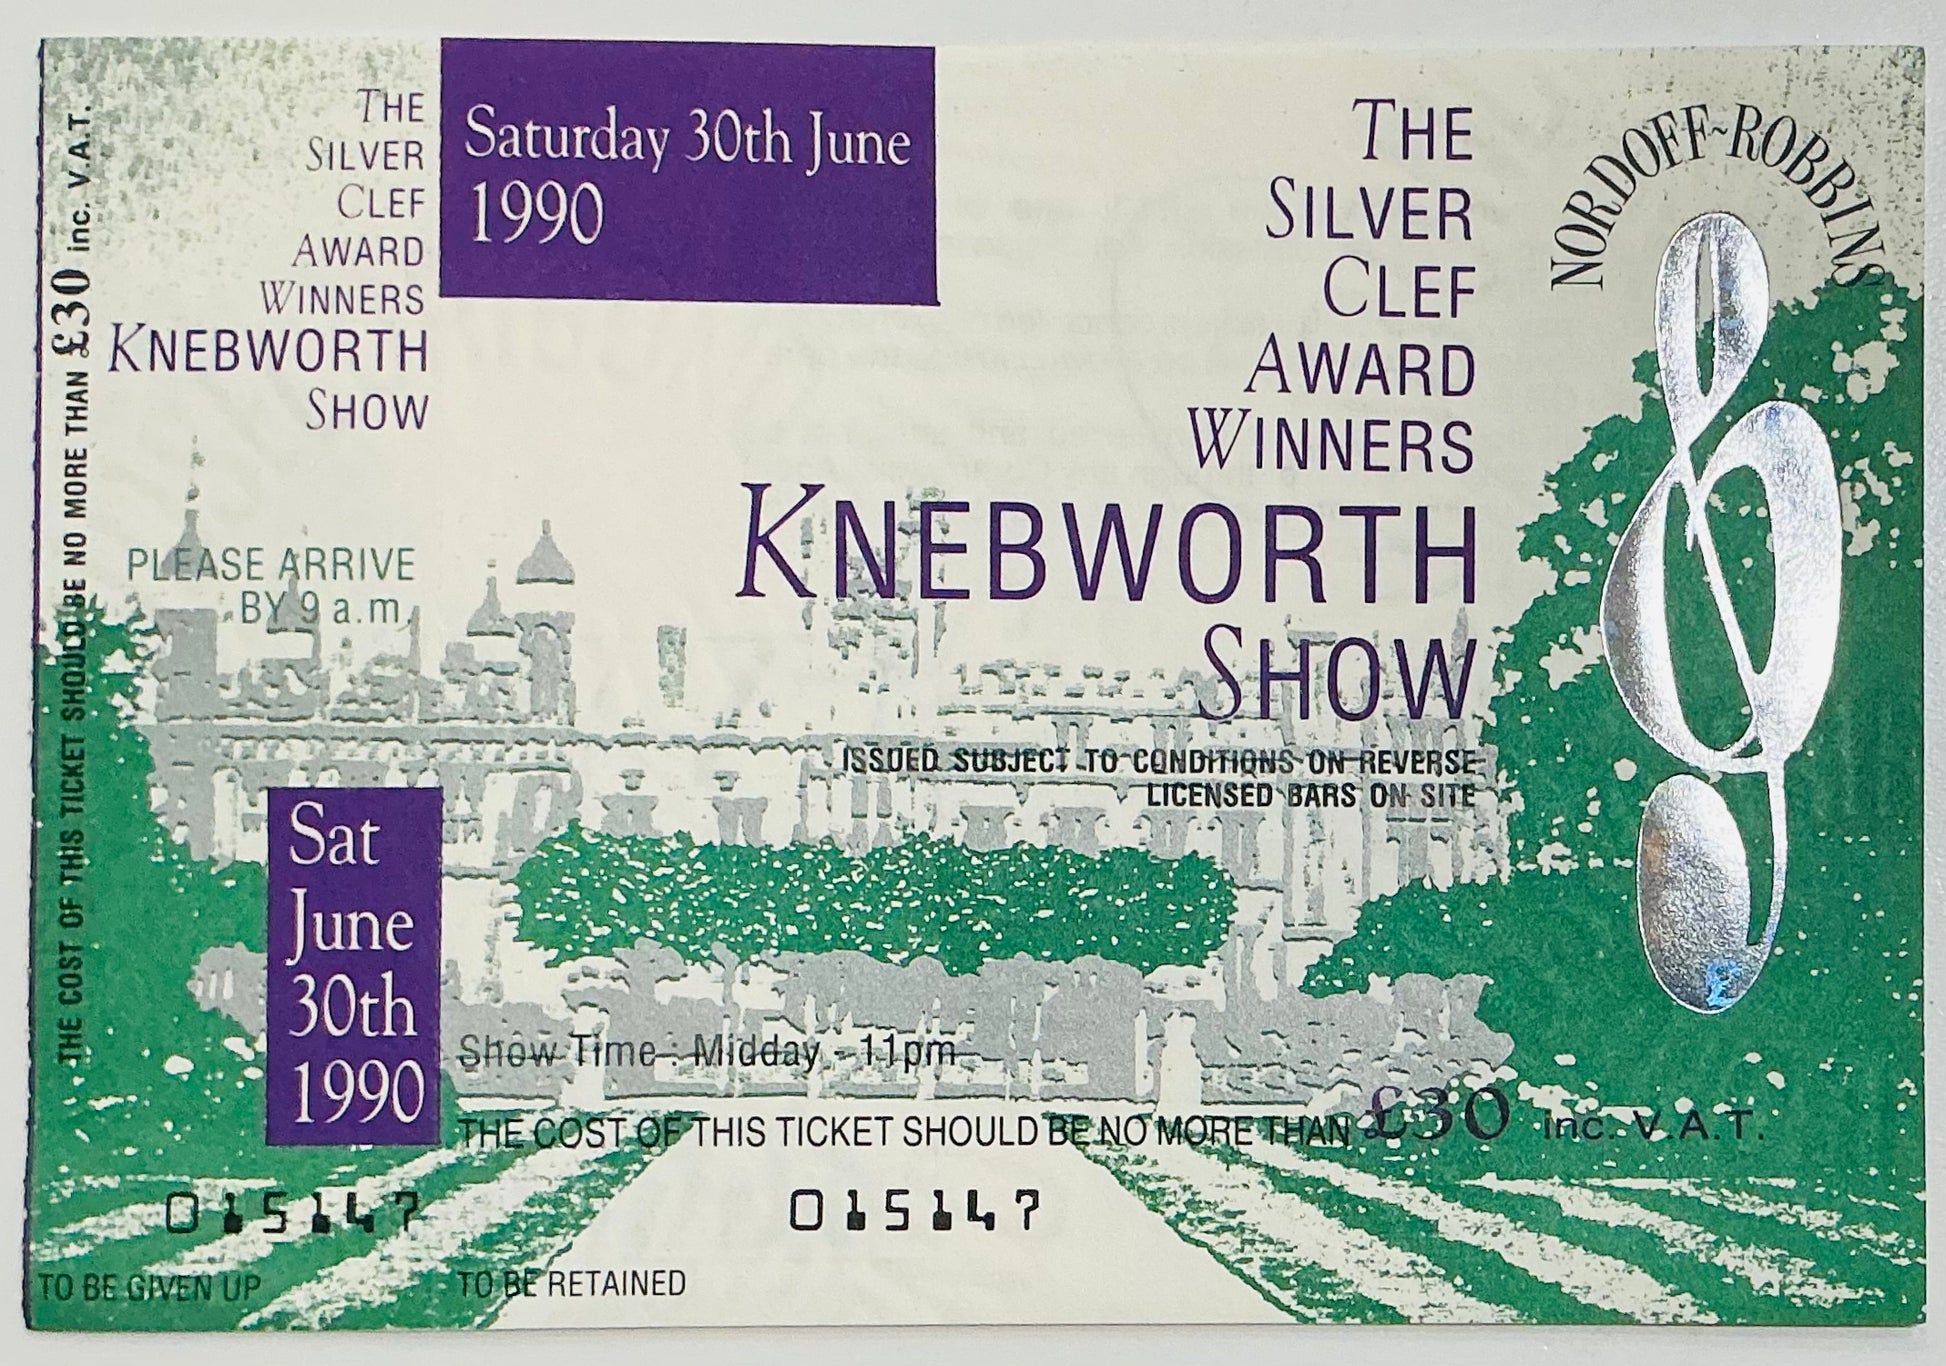 THE COST OF THIS TICKET SHOULD BE NO MORE THAN £30 inc. V.A.T.
THE
SILVER
CLEF
AWARD
WINNERS
KNEBWORTH
SHOW
PLEASE ARRIVE
BY 9 a.m.
Sat
June
30th
1990
015147
TO BE GIVEN UP
Saturday 30th June
1990
THE
SILVER
CLEF
AWARD
WINNERS
KNEBWORTH
SHOW
NORDOFF~ROBBINS
ISSUED SUBJECT TO CONDITIONS ON REVERSE
LICENSED BARS ON SITE
Show Time : Midday - 11pm
THE COST OF THIS TICKET SHOULD BE NO MORE THAN £30 inc. V.A.T.
015147
TO BE RETAINED